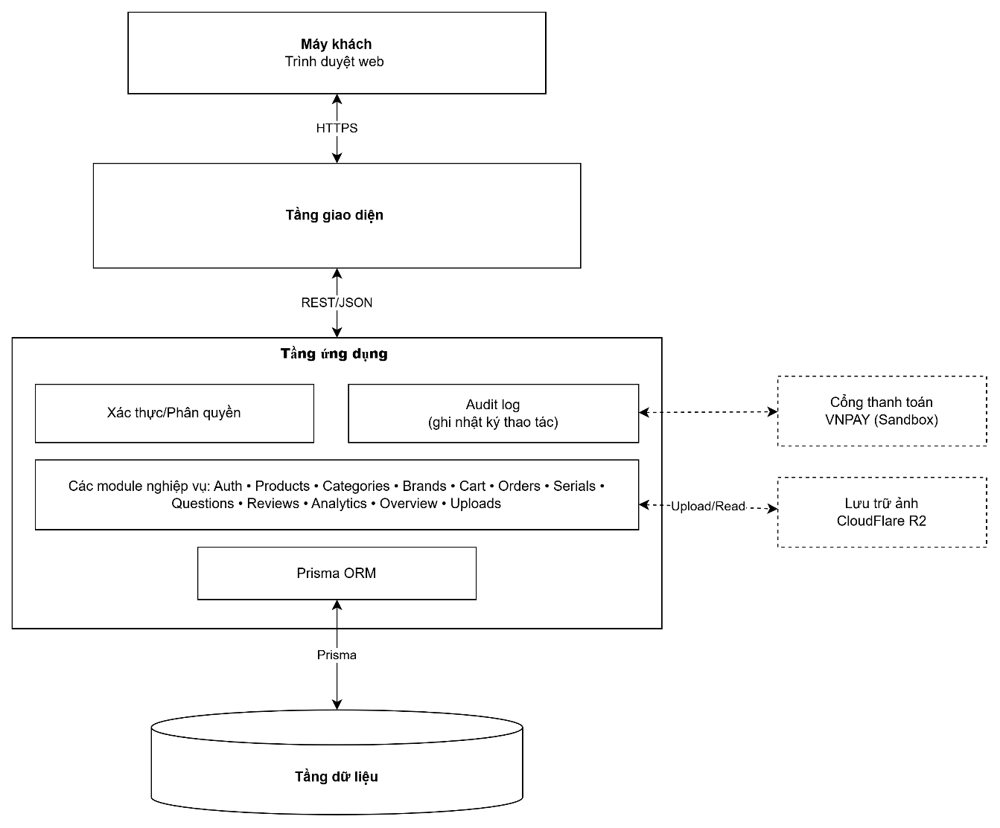 Máy khách
Trình duyệt web
HTTPS
Tầng giao diện
REST/JSON
Tầng ứng dụng
Xác thực/Phân quyền
Audit log
(ghi nhật ký thao tác)
Cổng thanh toán
VNPAY (Sandbox)
Các module nghiệp vụ: Auth • Products • Categories • Brands • Cart • Orders • Serials •
Questions • Reviews • Analytics • Overview • Uploads
Upload/Read
Lưu trữ ảnh
CloudFlare R2
Prisma ORM
Prisma
Tầng dữ liệu